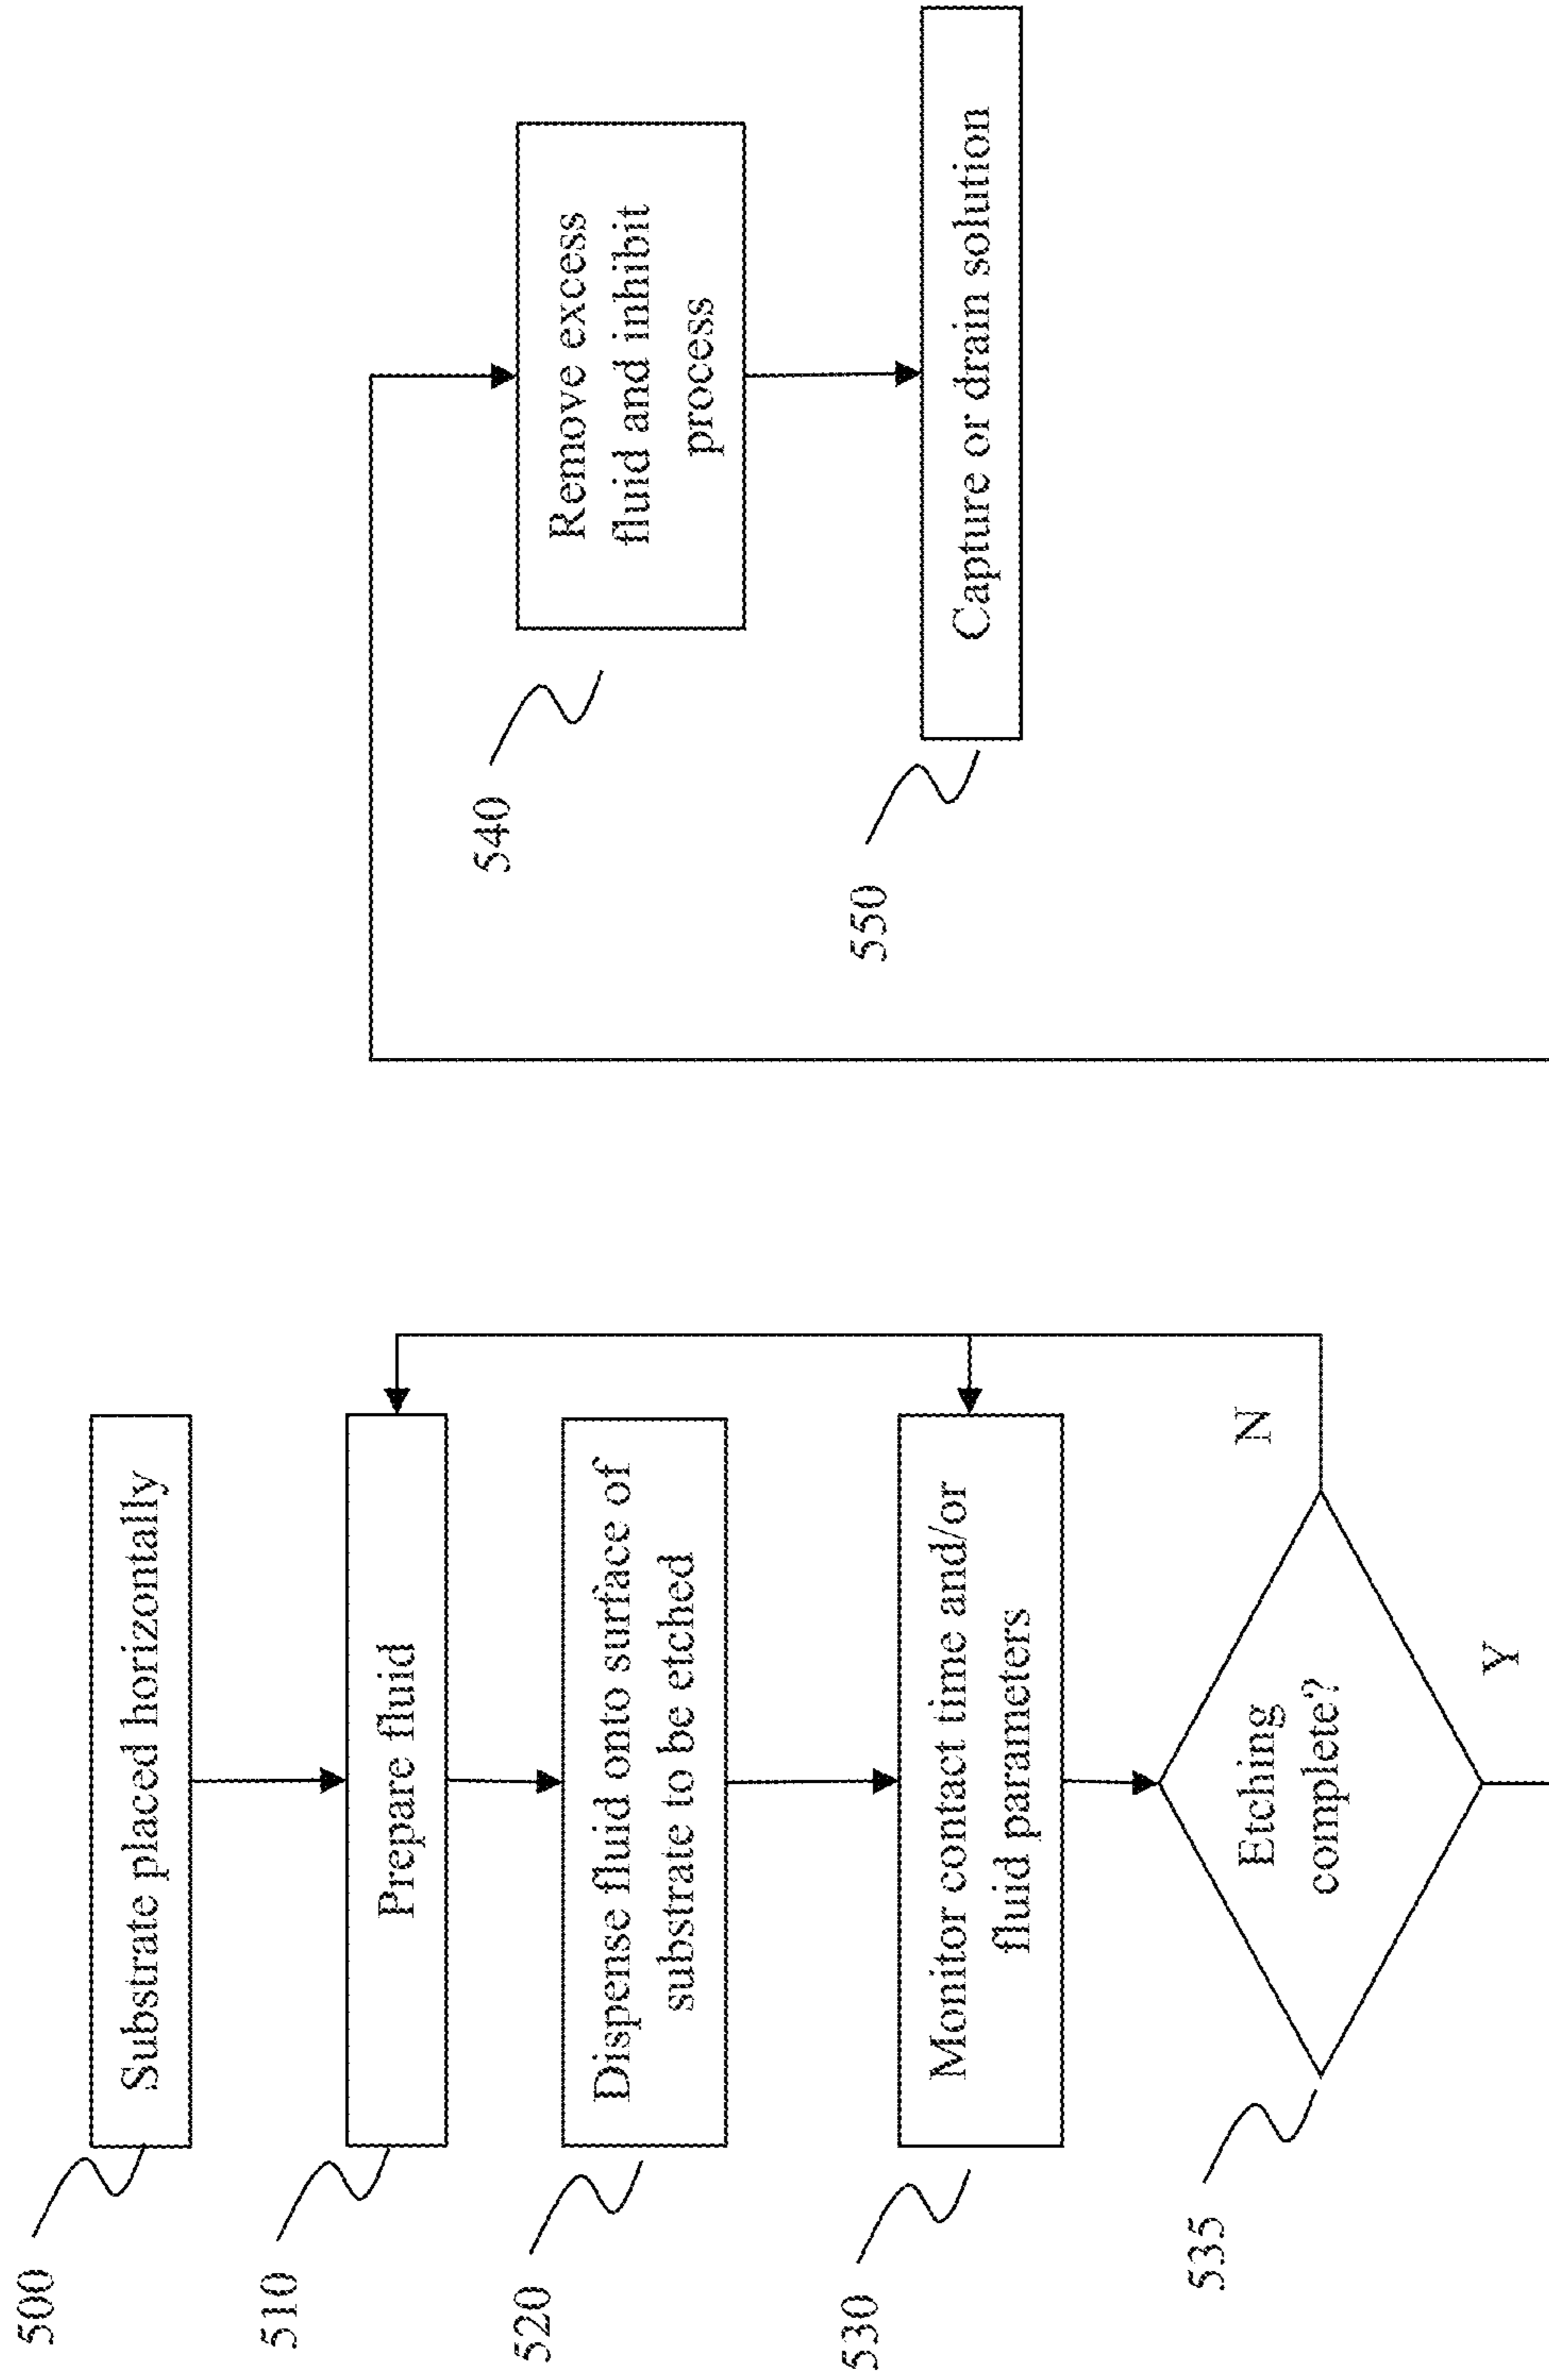 500
Substrate placed horizontally
510
Prepare fluid
520
Dispense fluid onto surface of
substrate to be etched
530
Monitor contact time and/or
fluid parameters
535
Etching
complete?
N
Y
540
Remove excess
fluid and inhibit
process
550
Capture or drain solution